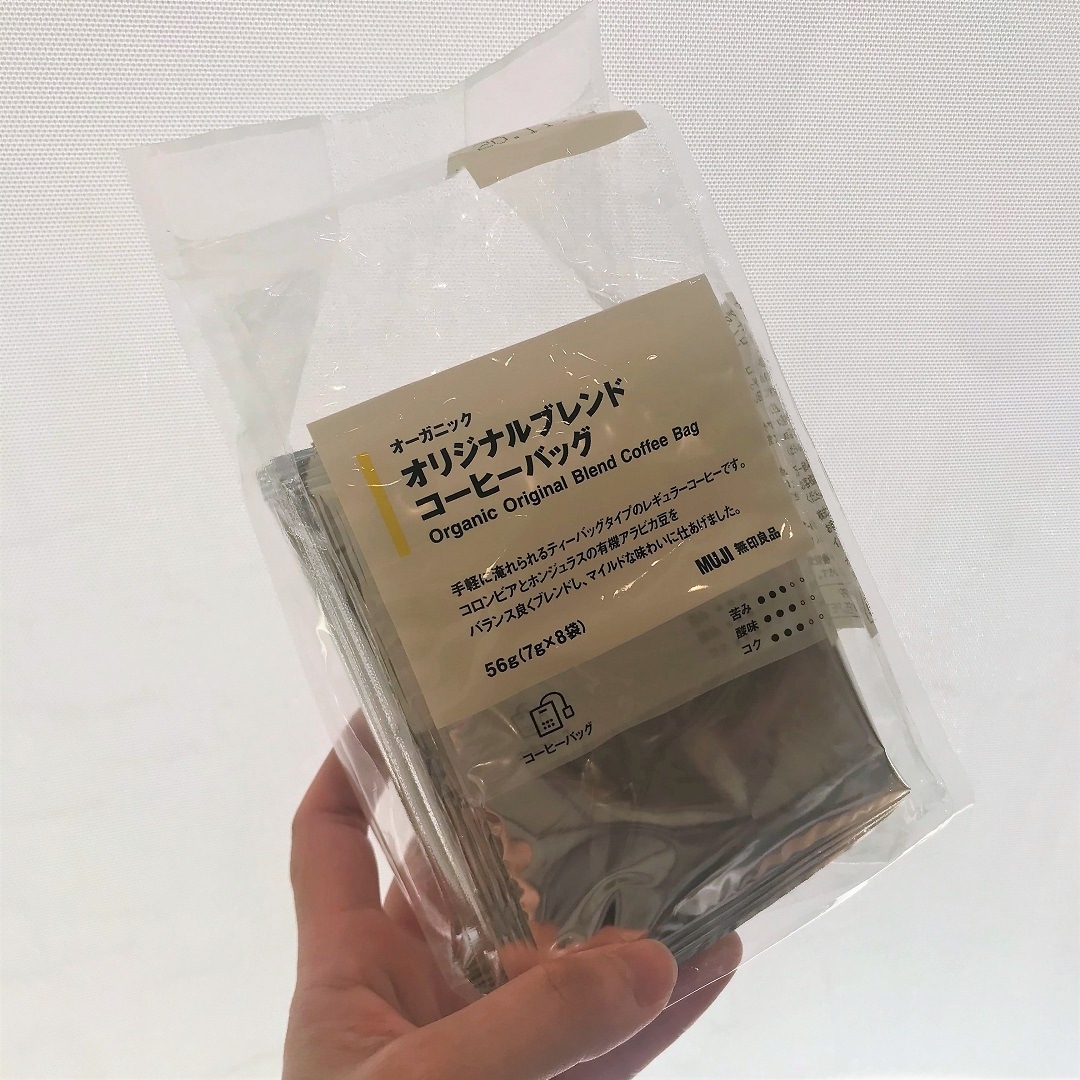 オーガニック
オリジナルブレンド
コーヒーバッグ
Organic Original Blend Coffee Bag
手軽に淹れられるティーバッグタイプのレギュラーコーヒーです。
コロンビアとホンジュラスの有機アラビカ豆を
バランス良くブレンドし、マイルドな味わいに仕あげました。
MUJI 無印良品
56g(7g×8袋)
苦み ●●●○○
酸味 ●●●○○
コク ●●●○○
コーヒーバッグ